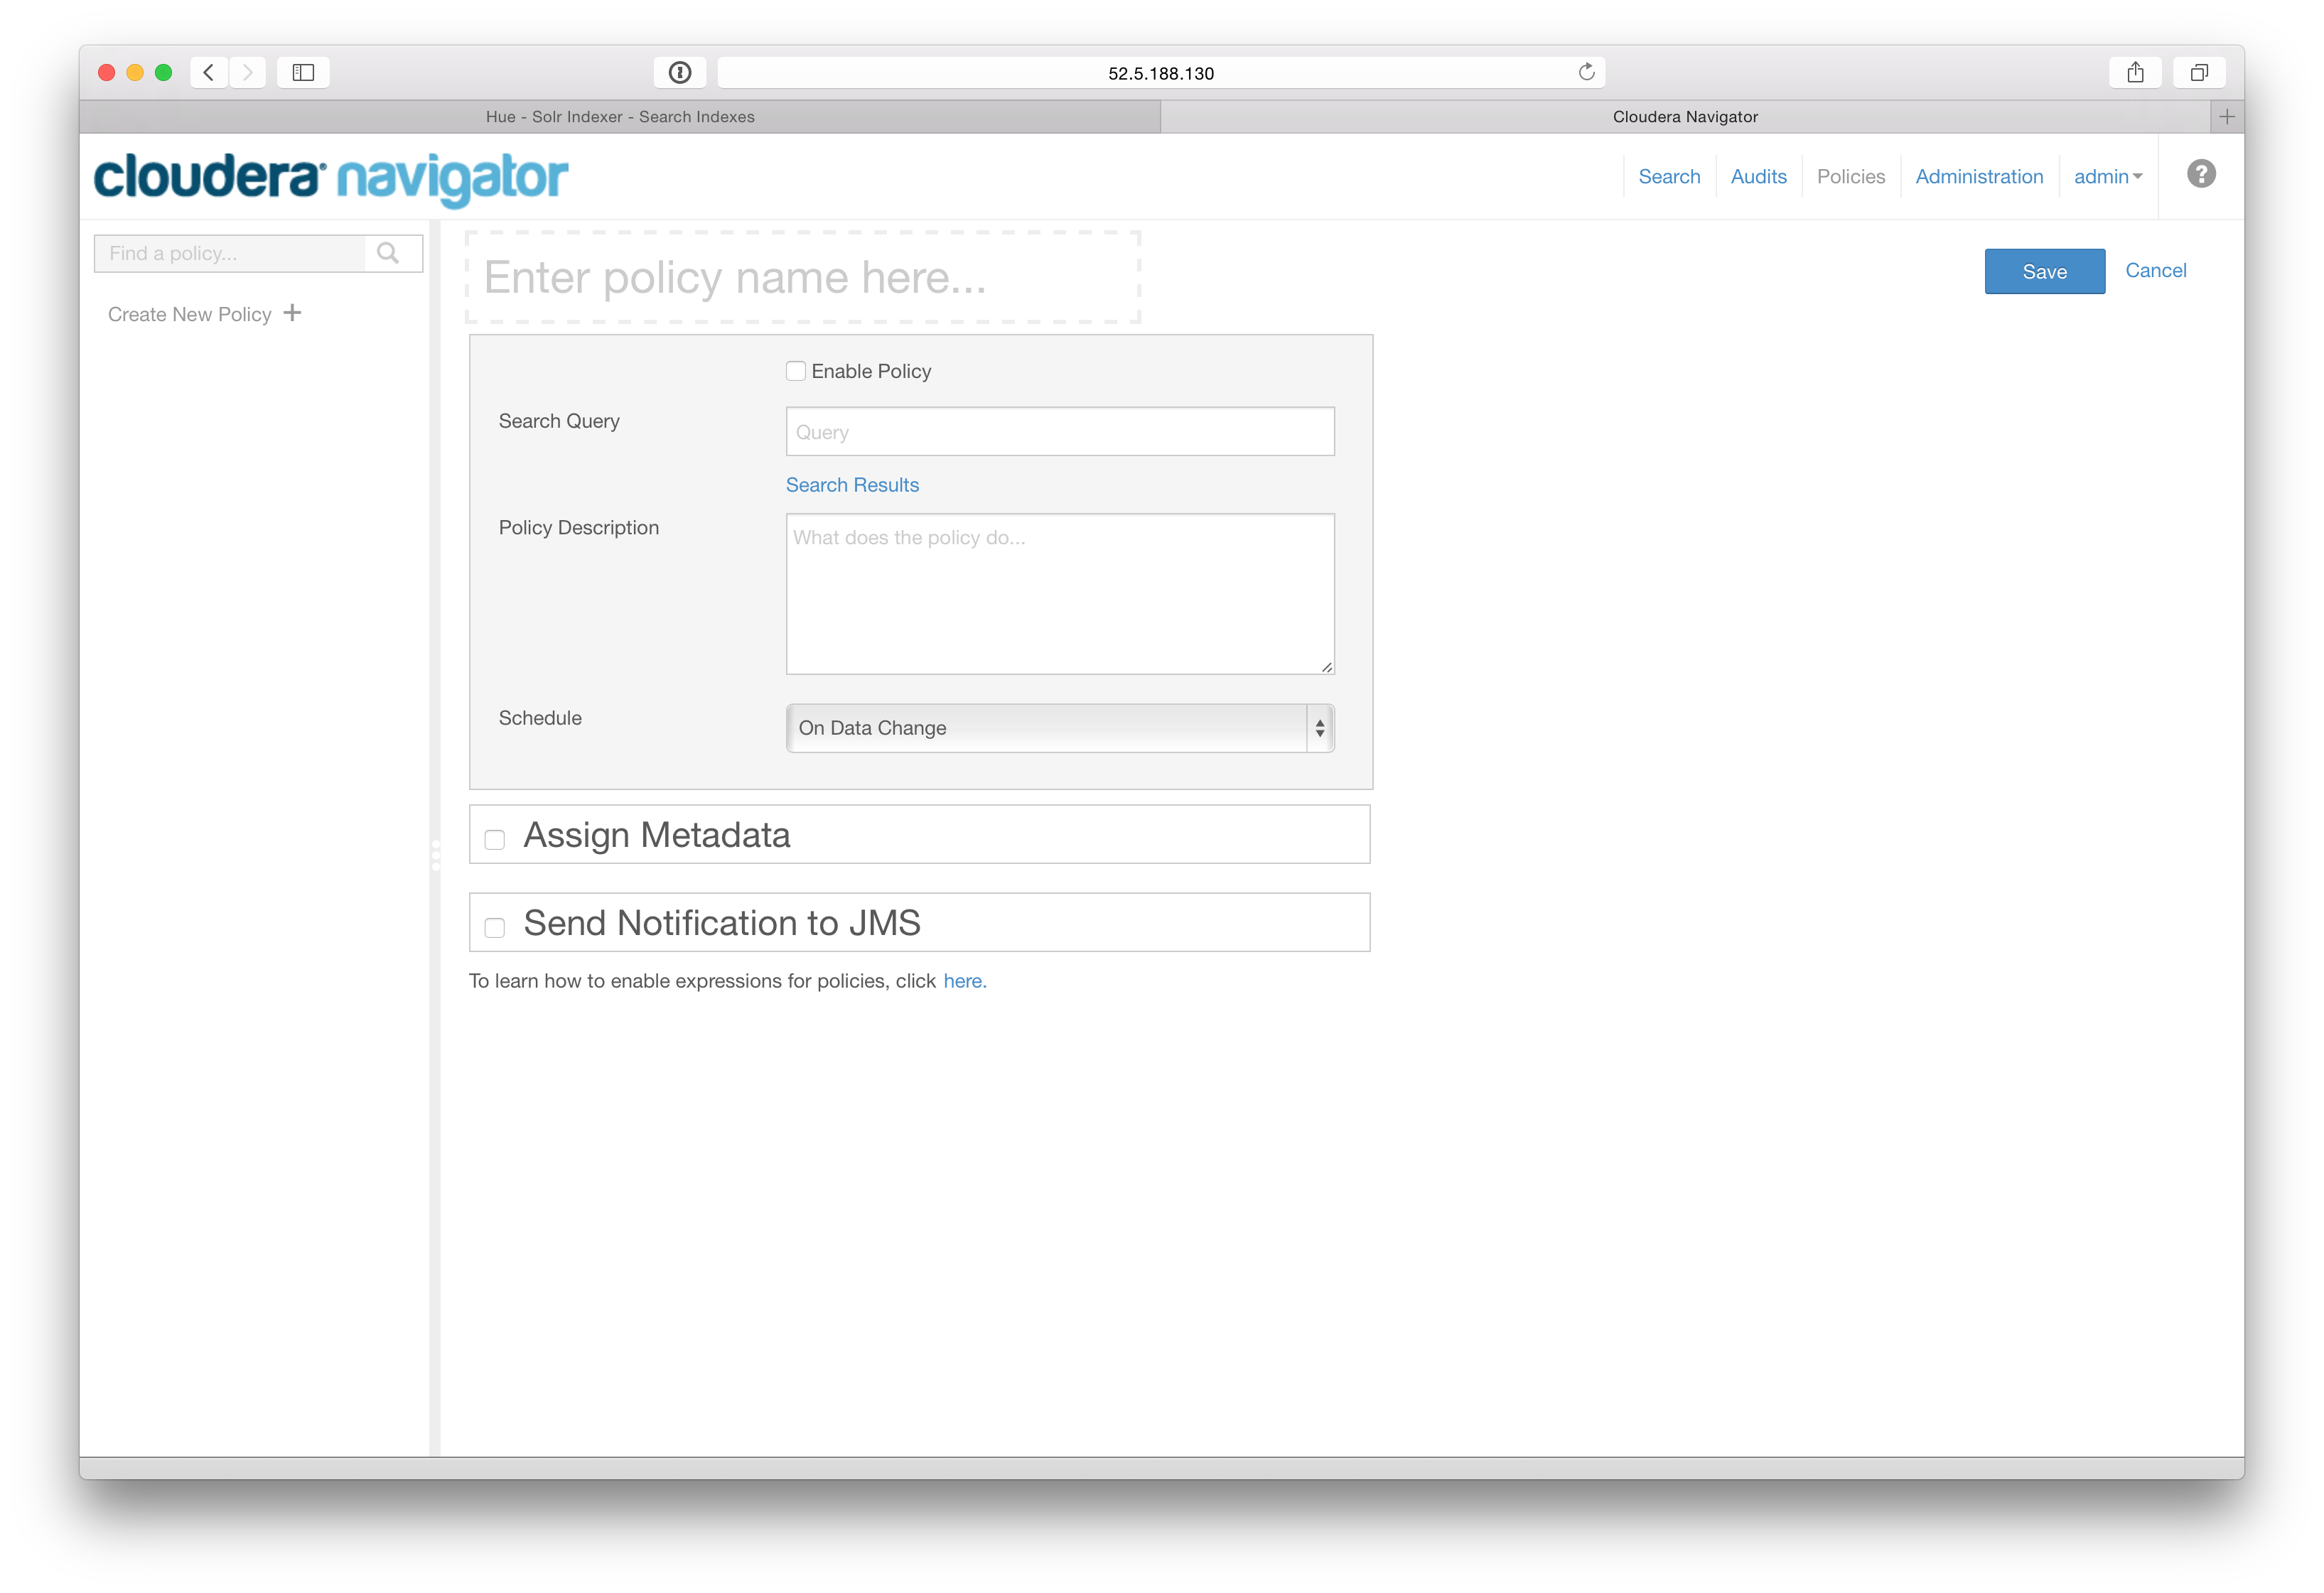 52.5.188.130
Hue - Solr Indexer - Search Indexes
Cloudera Navigator
cloudera navigator
Search
Audits
Policies
Administration
admin
?
Find a policy...
Create New Policy +
Enter policy name here...
Save
Cancel
Enable Policy
Search Query
Query
Search Results
Policy Description
What does the policy do...
Schedule
On Data Change
Assign Metadata
Send Notification to JMS
To learn how to enable expressions for policies, click here.